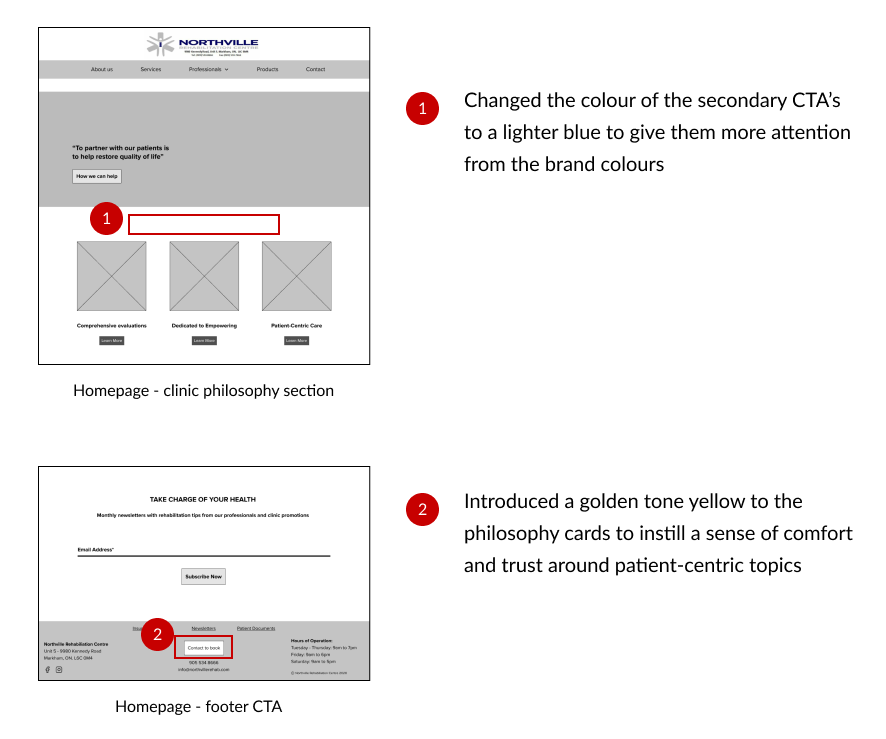 NORTHVILLE
REHABILITATION CENTRE
About us Services Professionals Products Contact
“To partner with our patients is
to help restore quality of life”
How we can help
1
Comprehensive evaluations Dedicated to Empowering Patient-Centric Care
Learn More Learn More Learn More
Homepage - clinic philosophy section
1
Changed the colour of the secondary CTA’s
to a lighter blue to give them more attention
from the brand colours
TAKE CHARGE OF YOUR HEALTH
Monthly newsletters with rehabilitation tips from our professionals and clinic promotions
Email Address*
Subscribe Now
Newsletters Patient Documents
2
Northville Rehabiliation Centre
Unit 5 - 9980 Kennedy Road
Markham, ON, L6C 0M4
Contact to book
905 534 8666
info@northvillerehab.com
Hours of Operation:
Tuesday - Thursday: 9am to 7pm
Friday: 9am to 6pm
Saturday: 9am to 5pm
Homepage - footer CTA
2
Introduced a golden tone yellow to the
philosophy cards to instill a sense of comfort
and trust around patient-centric topics